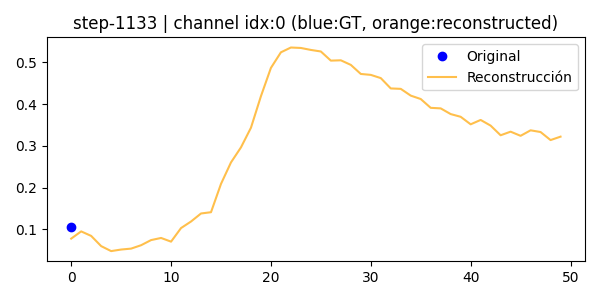 step-1133 | channel idx:0 (blue:GT, orange:reconstructed)
Original
Reconstrucción
0.5
0.4
0.3
0.2
0.1
0 10 20 30 40 50